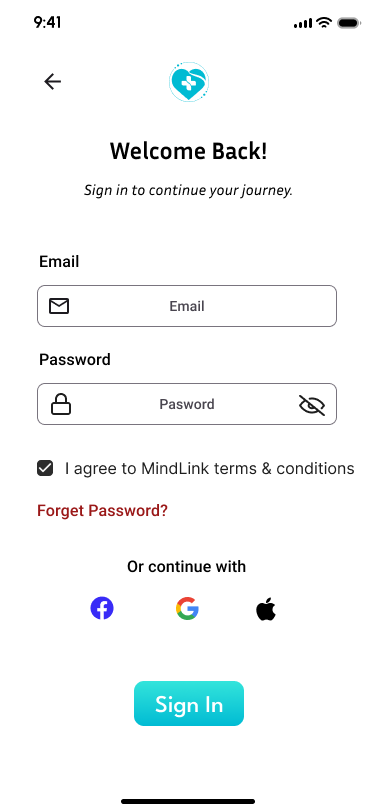 9:41
Welcome Back!
Sign in to continue your journey.
Email
Email
Password
Pasword
I agree to MindLink terms & conditions
Forget Password?
Or continue with
Sign In